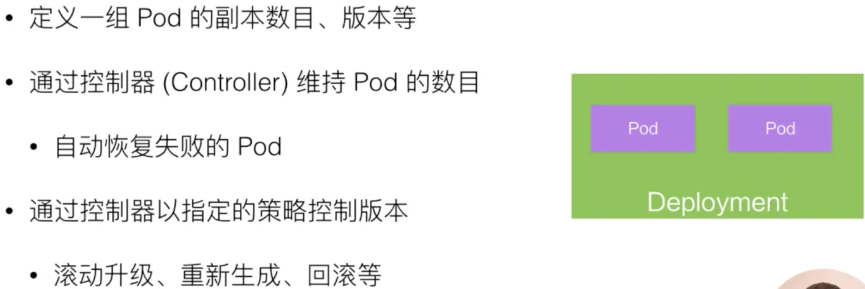 • 定义一组 Pod 的副本数目、版本等
• 通过控制器 (Controller) 维持 Pod 的数目
• 自动恢复失败的 Pod
• 通过控制器以指定的策略控制版本
• 滚动升级、重新生成、回滚等
Pod Pod
Deployment